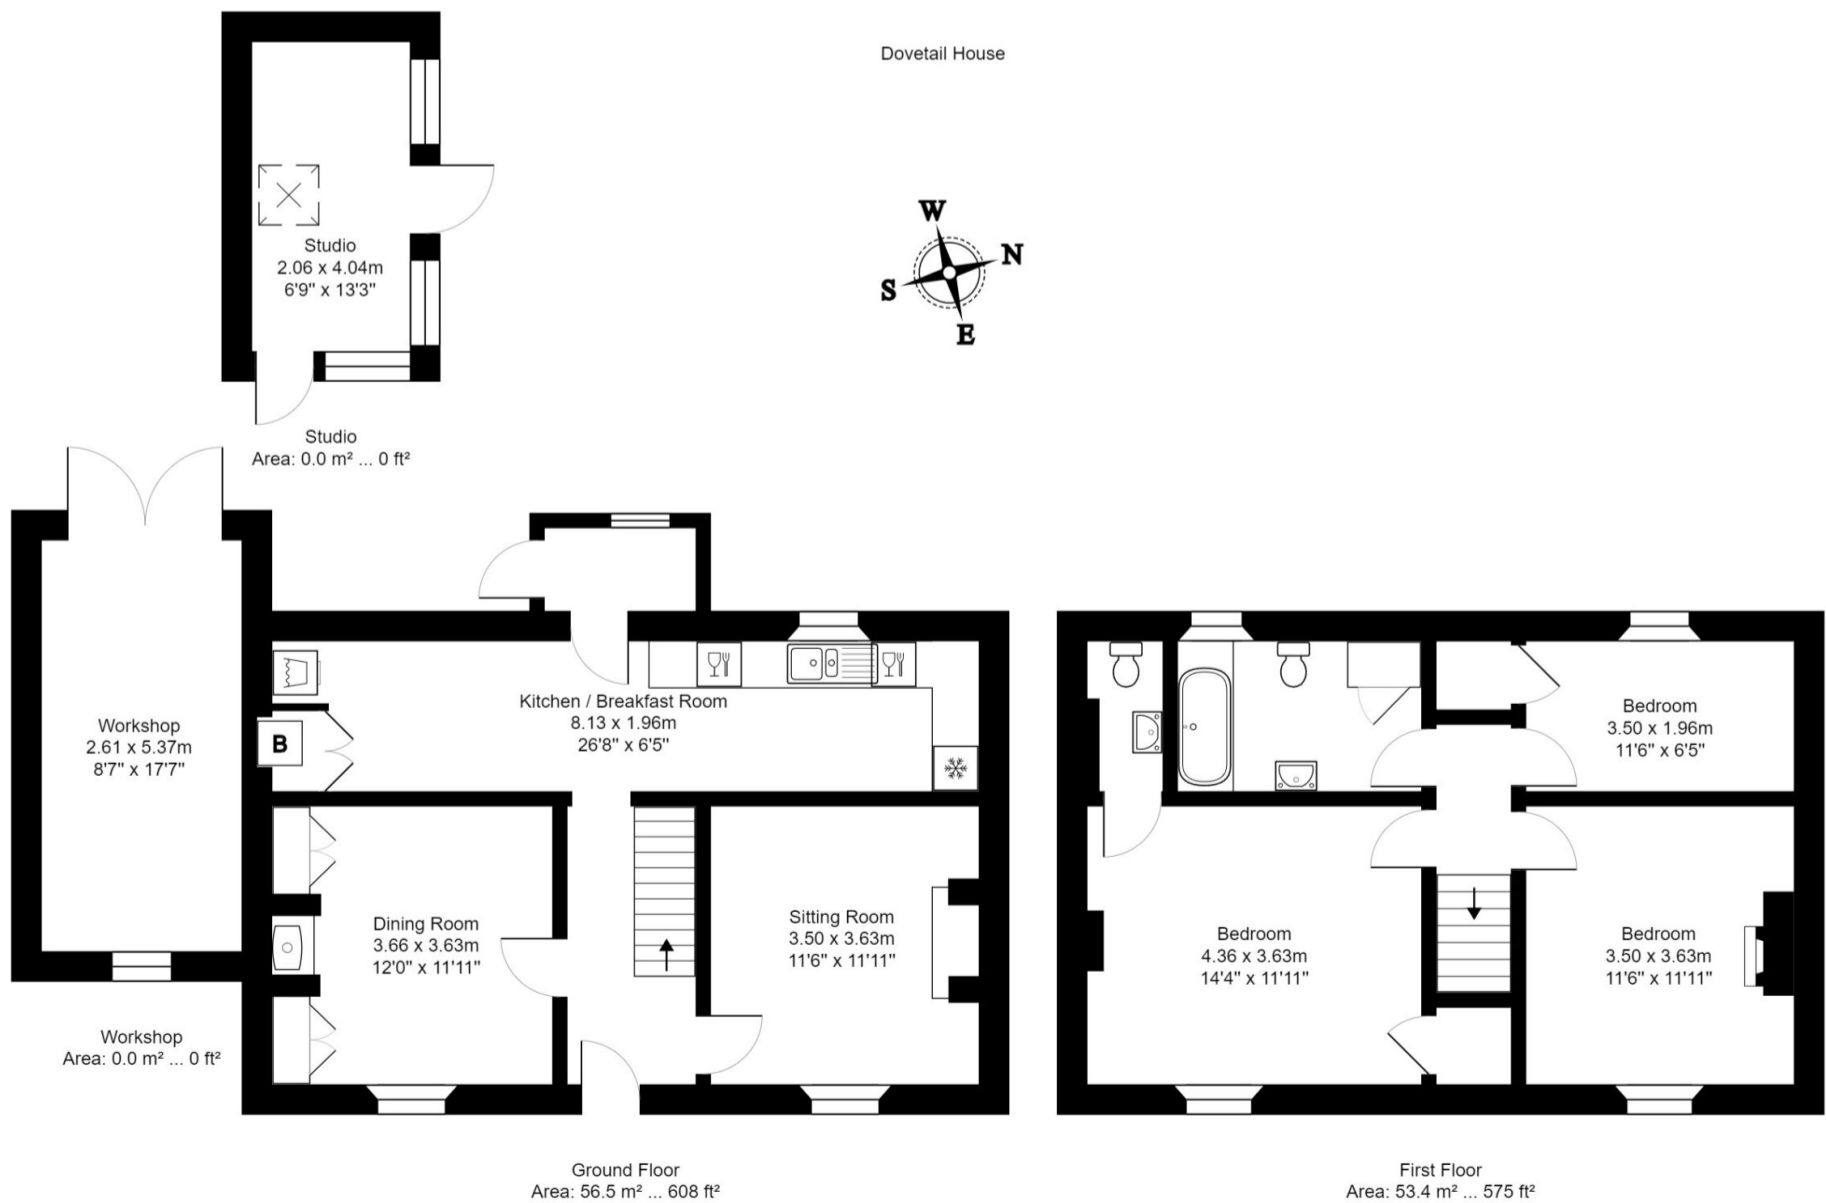 Dovetail House
W
N
S
E
Studio
2.06 x 4.04m
6'9" x 13'3"
Studio
Area: 0.0 m² ... 0 ft²
Workshop
2.61 x 5.37m
8'7" x 17'7"
Workshop
Area: 0.0 m² ... 0 ft²
B
Kitchen / Breakfast Room
8.13 x 1.96m
26'8" x 6'5"
Dining Room
3.66 x 3.63m
12'0" x 11'11"
Sitting Room
3.50 x 3.63m
11'6" x 11'11"
Ground Floor
Area: 56.5 m² ... 608 ft²
Bedroom
3.50 x 1.96m
11'6" x 6'5"
Bedroom
4.36 x 3.63m
14'4" x 11'11"
Bedroom
3.50 x 3.63m
11'6" x 11'11"
First Floor
Area: 53.4 m² ... 575 ft²